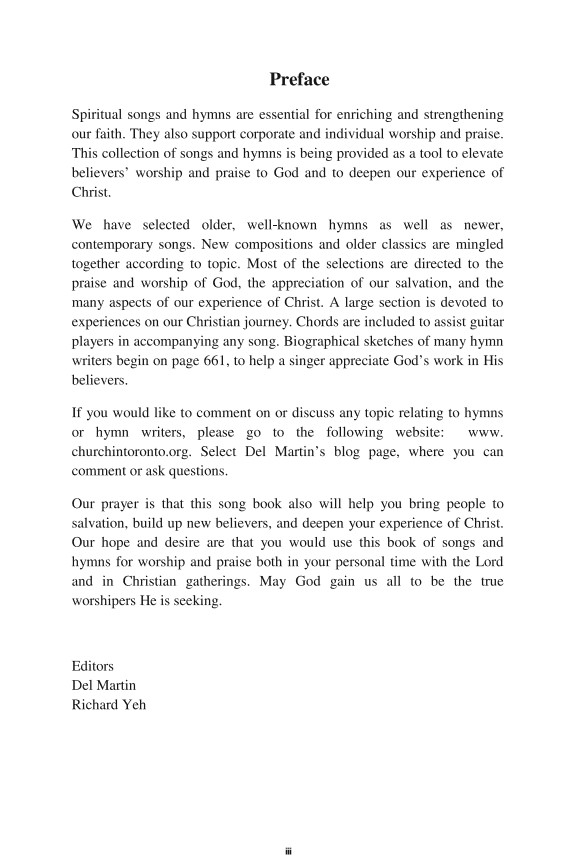 Preface
Spiritual songs and hymns are essential for enriching and strengthening
our faith. They also support corporate and individual worship and praise.
This collection of songs and hymns is being provided as a tool to elevate
believers’ worship and praise to God and to deepen our experience of
Christ.
We have selected older, well-known hymns as well as newer,
contemporary songs. New compositions and older classics are mingled
together according to topic. Most of the selections are directed to the
praise and worship of God, the appreciation of our salvation, and the
many aspects of our experience of Christ. A large section is devoted to
experiences on our Christian journey. Chords are included to assist guitar
players in accompanying any song. Biographical sketches of many hymn
writers begin on page 661, to help a singer appreciate God’s work in His
believers.
If you would like to comment on or discuss any topic relating to hymns
or hymn writers, please go to the following website: www.
churchintoronto.org. Select Del Martin’s blog page, where you can
comment or ask questions.
Our prayer is that this song book also will help you bring people to
salvation, build up new believers, and deepen your experience of Christ.
Our hope and desire are that you would use this book of songs and
hymns for worship and praise both in your personal time with the Lord
and in Christian gatherings. May God gain us all to be the true
worshipers He is seeking.
Editors
Del Martin
Richard Yeh
iii